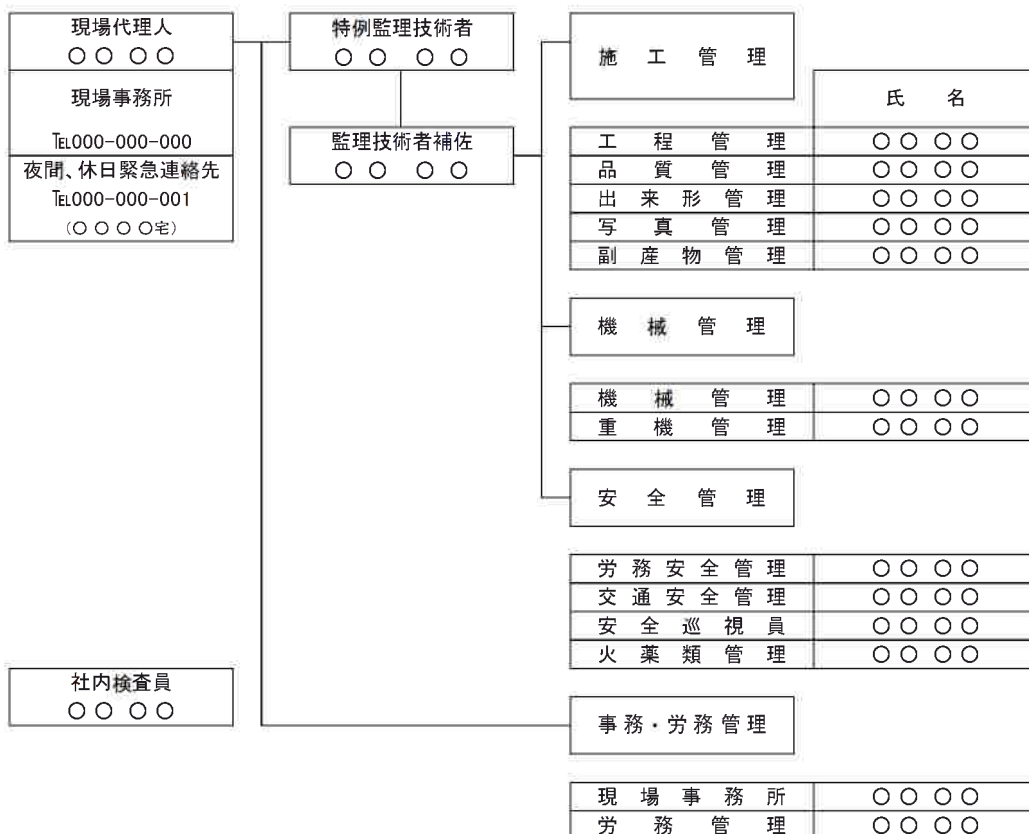 現場代理人
○○ ○○
現場事務所
℡000-000-000
夜間、休日緊急連絡先
℡000-000-001
(○○○○宅)
特例監理技術者
○○ ○○
監理技術者補佐
○○ ○○
施工管理
氏名
工程管理 ○○○○
品質管理 ○○○○
出来形管理 ○○○○
写真管理 ○○○○
副産物管理 ○○○○
機械管理
機械管理 ○○○○
重機管理 ○○○○
安全管理
労務安全管理 ○○○○
交通安全管理 ○○○○
安全巡視員 ○○○○
火薬類管理 ○○○○
社内検査員
○○ ○○
事務・労務管理
現場事務所 ○○○○
労務管理 ○○○○